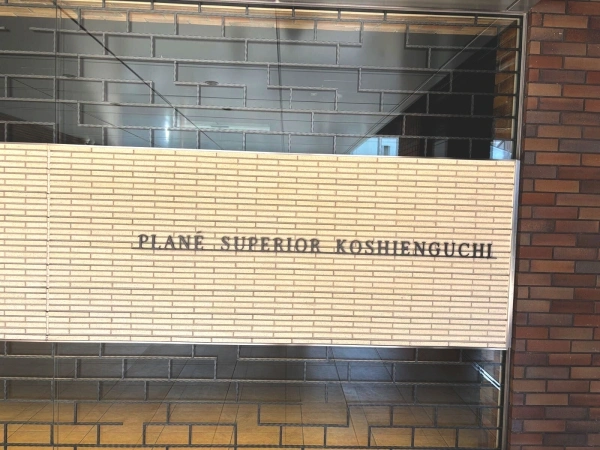 PLANÉ SUPERIOR KOSHIENGUCHI